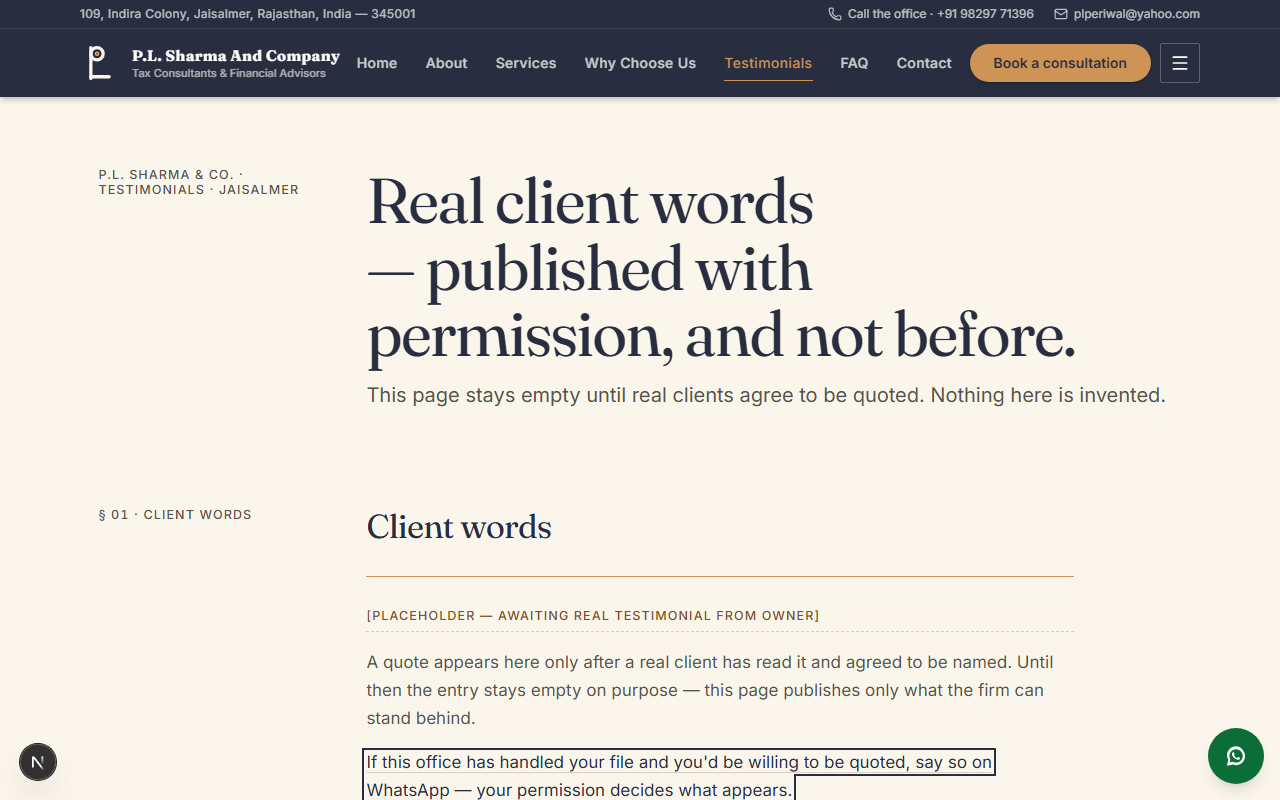 109, Indira Colony, Jaisalmer, Rajasthan, India — 345001
Call the office · +91 98297 71396
plperiwal@yahoo.com
P.L. Sharma And Company
Tax Consultants & Financial Advisors
Home
About
Services
Why Choose Us
Testimonials
FAQ
Contact
Book a consultation
P.L. SHARMA & CO. ·
TESTIMONIALS · JAISALMER
Real client words
— published with
permission, and not before.
This page stays empty until real clients agree to be quoted. Nothing here is invented.
§ 01 · CLIENT WORDS
Client words
[PLACEHOLDER — AWAITING REAL TESTIMONIAL FROM OWNER]
A quote appears here only after a real client has read it and agreed to be named. Until
then the entry stays empty on purpose — this page publishes only what the firm can
stand behind.
If this office has handled your file and you'd be willing to be quoted, say so on
WhatsApp — your permission decides what appears.
N